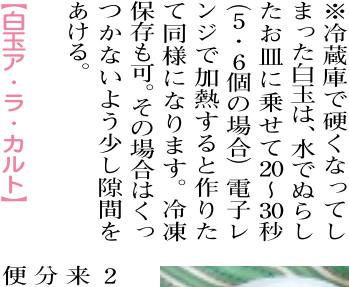 ※冷蔵庫で硬くなってし
まった白玉は、水でぬらし
たお皿に乗せて20〜30秒
(5・6個の場合)電子レ
ンジで加熱すると作りた
て同様になります。冷凍
保存も可。その場合はくっ
つかないよう少し隙間を
あける。
【白玉ア・ラ・カルト】
2
来
分
便